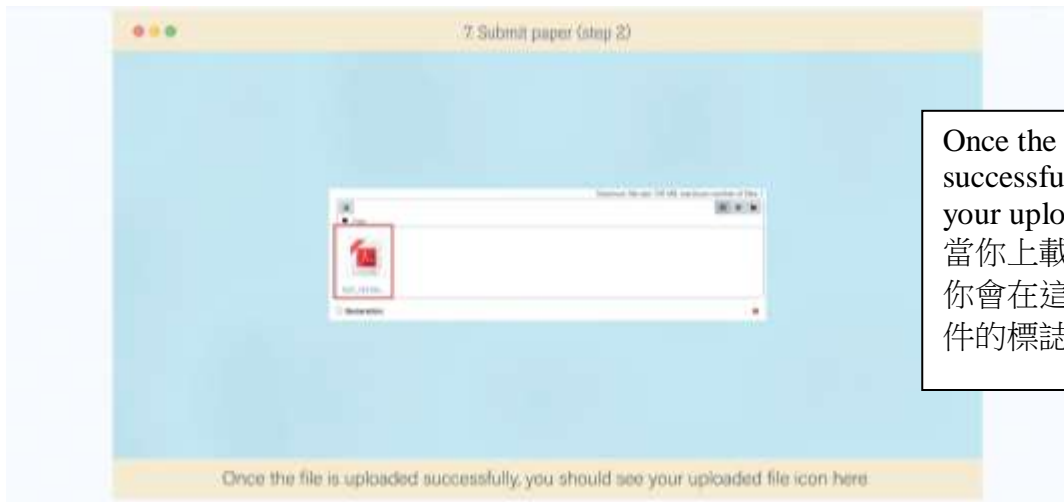 7. Submit paper (step 2)
Once the
successfu
your uplo
當你上載
你會在這
件的標誌
Once the file is uploaded successfully, you should see your uploaded file icon here